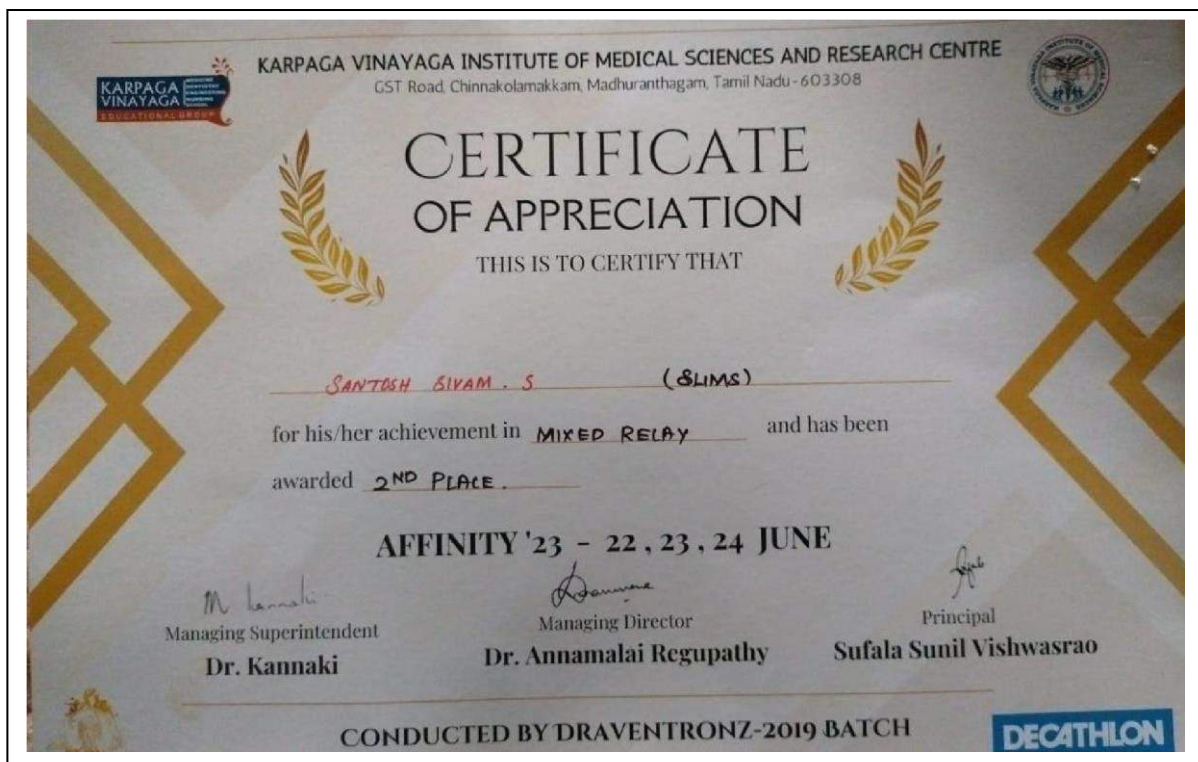 KARPAGA VINAYAGA INSTITUTE OF MEDICAL SCIENCES AND RESEARCH CENTRE
GST Road, Chinnakolamakkam, Madhuranthagam, Tamil Nadu-603308
KARPAGA
VINAYAGA
EDUCATIONAL GROUP
CERTIFICATE
OF APPRECIATION
THIS IS TO CERTIFY THAT
SANTOSH SIVAM. S (SLIMS)
for his/her achievement in MIXED RELAY and has been
awarded 2ND PLACE.
AFFINITY '23 - 22, 23, 24 JUNE
M Kannaki
Managing Superintendent
Managing Director
Principal
Dr. Kannaki
Dr. Annamalai Regupathy
Sufala Sunil Vishwasrao
CONDUCTED BY DRAVENTRONZ-2019 BATCH
DECATHLON